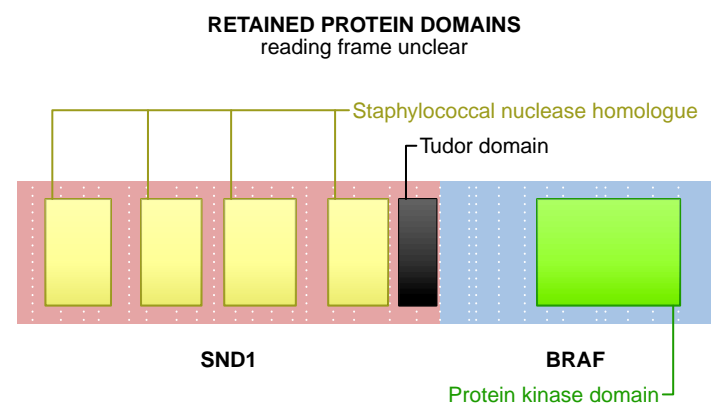 RETAINED PROTEIN DOMAINS
reading frame unclear
Staphylococcal nuclease homologue
Tudor domain
SND1
BRAF
Protein kinase domain